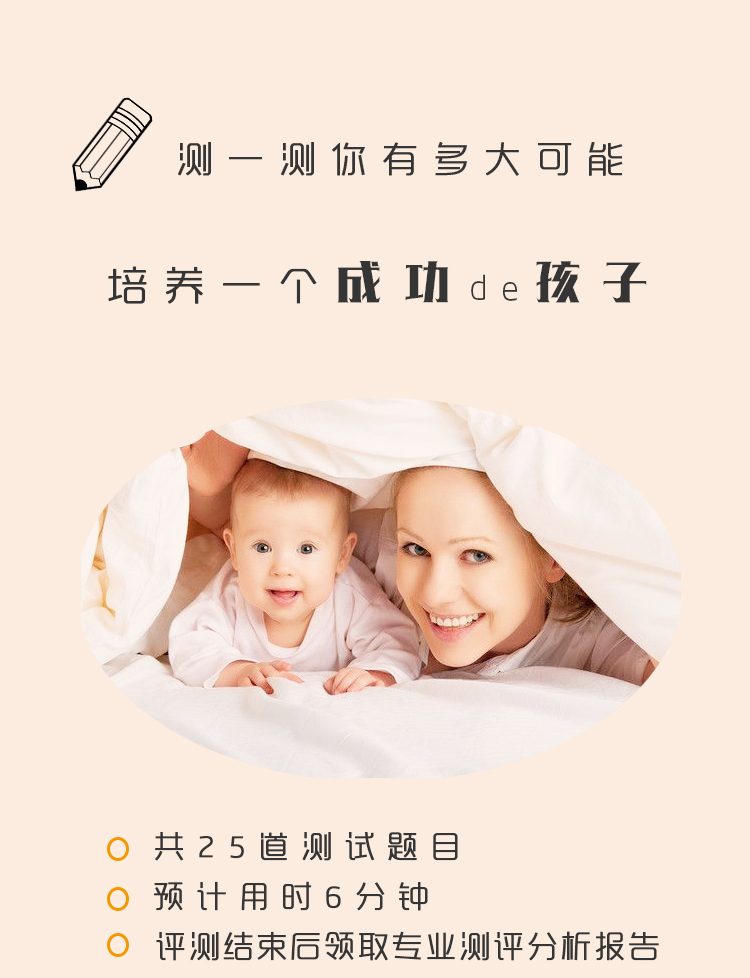 测一测你有多大可能
培养一个成功de孩子
共25道测试题目
预计用时6分钟
评测结束后领取专业测评分析报告